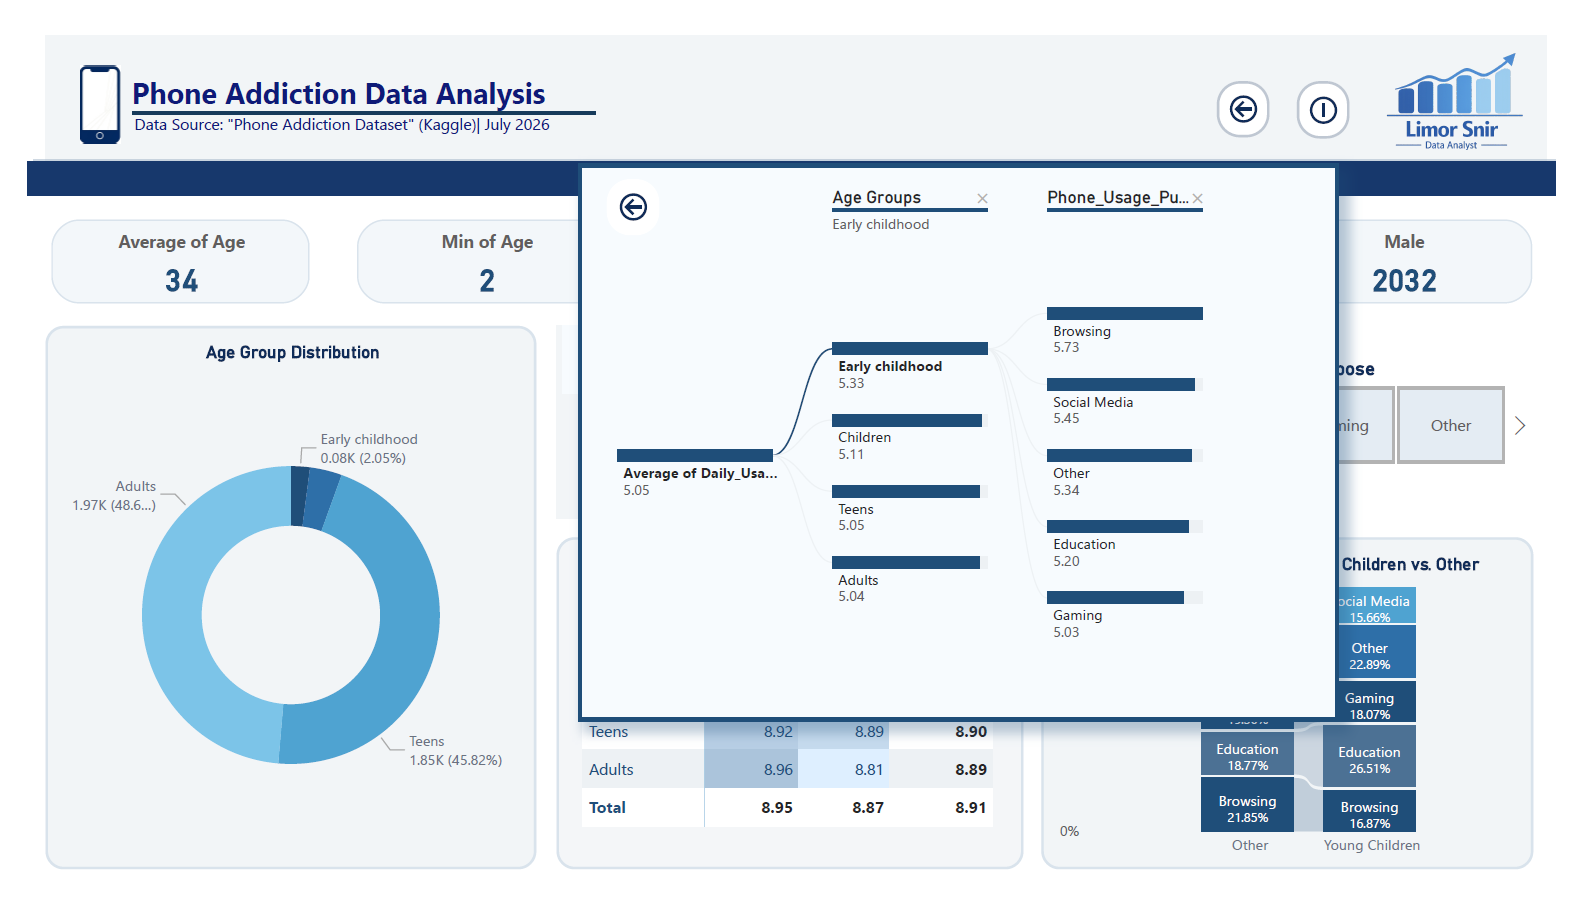 Phone Addiction Data Analysis
Data Source: "Phone Addiction Dataset" (Kaggle)| July 2026
Limor Snir
Data Analyst
Average of Age
34
Min of Age
2
Male
2032
Age Groups
Early childhood
Phone_Usage_Pu...
Average of Daily_Usa...
5.05
Early childhood
5.33
Children
5.11
Teens
5.05
Adults
5.04
Browsing
5.73
Social Media
5.45
Other
5.34
Education
5.20
Gaming
5.03
Age Group Distribution
Early childhood
0.08K (2.05%)
Adults
1.97K (48.6...)
Teens
1.85K (45.82%)
Other
Teens 8.92 8.89 8.90
Adults 8.96 8.81 8.89
Total 8.95 8.87 8.91
Children vs. Other
Media
15.66%
Other
22.89%
Gaming
18.07%
Education
18.77%
Education
26.51%
Browsing
21.85%
Browsing
16.87%
0%
Other
Young Children